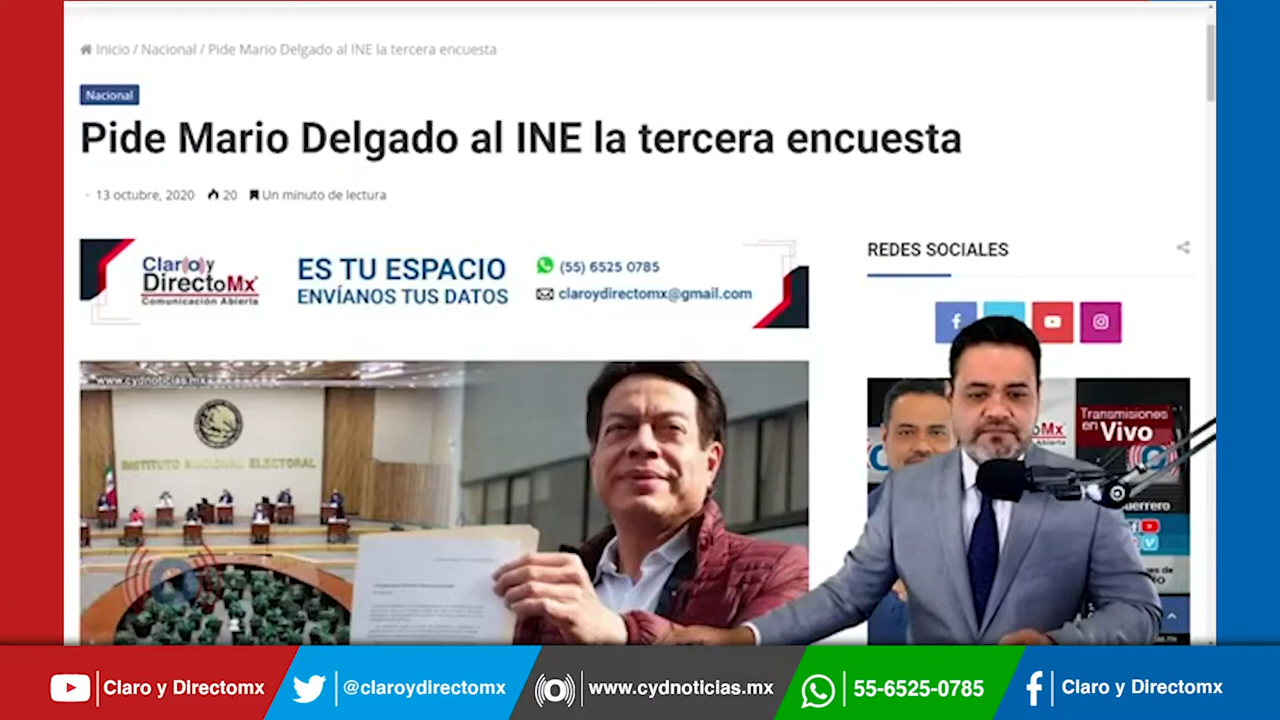 Inicio / Nacional / Pide Mario Delgado al INE la tercera encuesta
Nacional
Pide Mario Delgado al INE la tercera encuesta
- 13 octubre, 2020 20 Un minuto de lectura
Claro y
DirectoMx
Comunicación Abierta
ES TU ESPACIO
ENVÍANOS TUS DATOS
(55) 6525 0785
claroydirectomx@gmail.com
REDES SOCIALES
www.cydnoticias.mx
INSTITUTO NACIONAL ELECTORAL
Transmisiones
en Vivo
Claro y Directomx
@claroydirectomx
www.cydnoticias.mx
55-6525-0785
Claro y Directomx